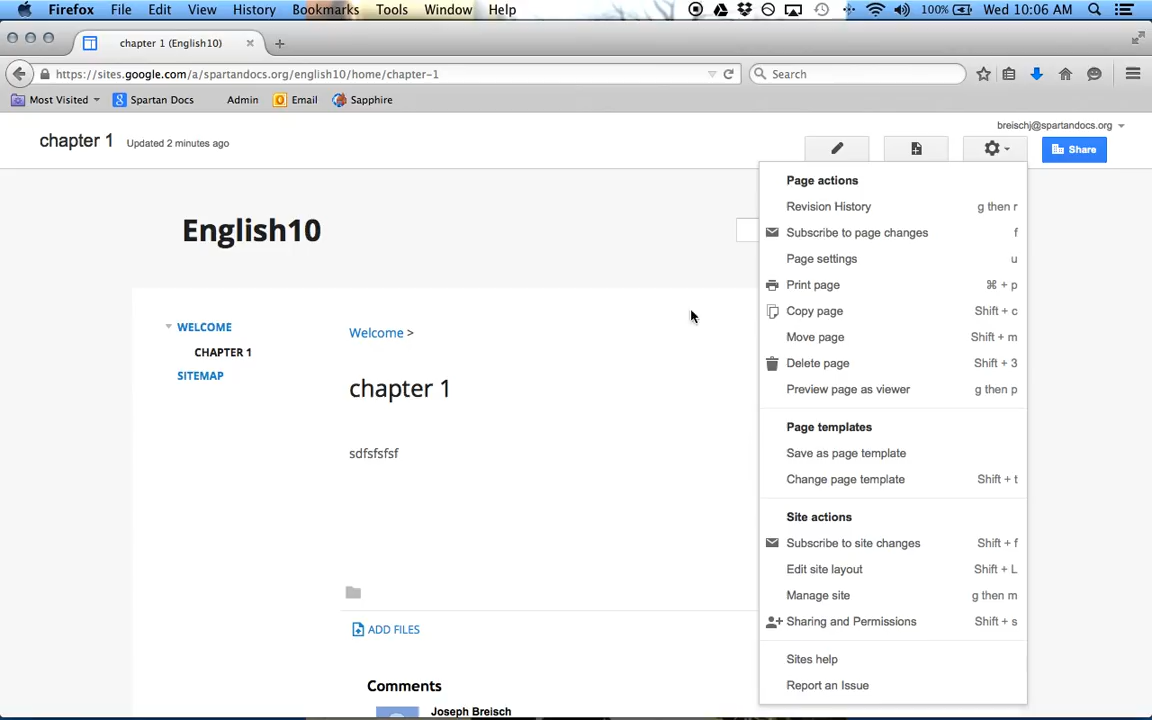 Firefox File Edit View History Bookmarks Tools Window Help 100% Wed 10:06 AM
chapter 1 (English10)
https://sites.google.com/a/spartandocs.org/english10/home/chapter-1 Search
Most Visited Spartan Docs Admin Email Sapphire
breischj@spartandocs.org
chapter 1 Updated 2 minutes ago Share
English10
WELCOME
CHAPTER 1
SITEMAP
Welcome >
chapter 1
sdfsfsfsf
ADD FILES
Comments
Joseph Breisch
Page actions
Revision History g then r
Subscribe to page changes f
Page settings u
Print page ⌘ + p
Copy page Shift + c
Move page Shift + m
Delete page Shift + 3
Preview page as viewer g then p
Page templates
Save as page template
Change page template Shift + t
Site actions
Subscribe to site changes Shift + f
Edit site layout Shift + L
Manage site g then m
Sharing and Permissions Shift + s
Sites help
Report an Issue